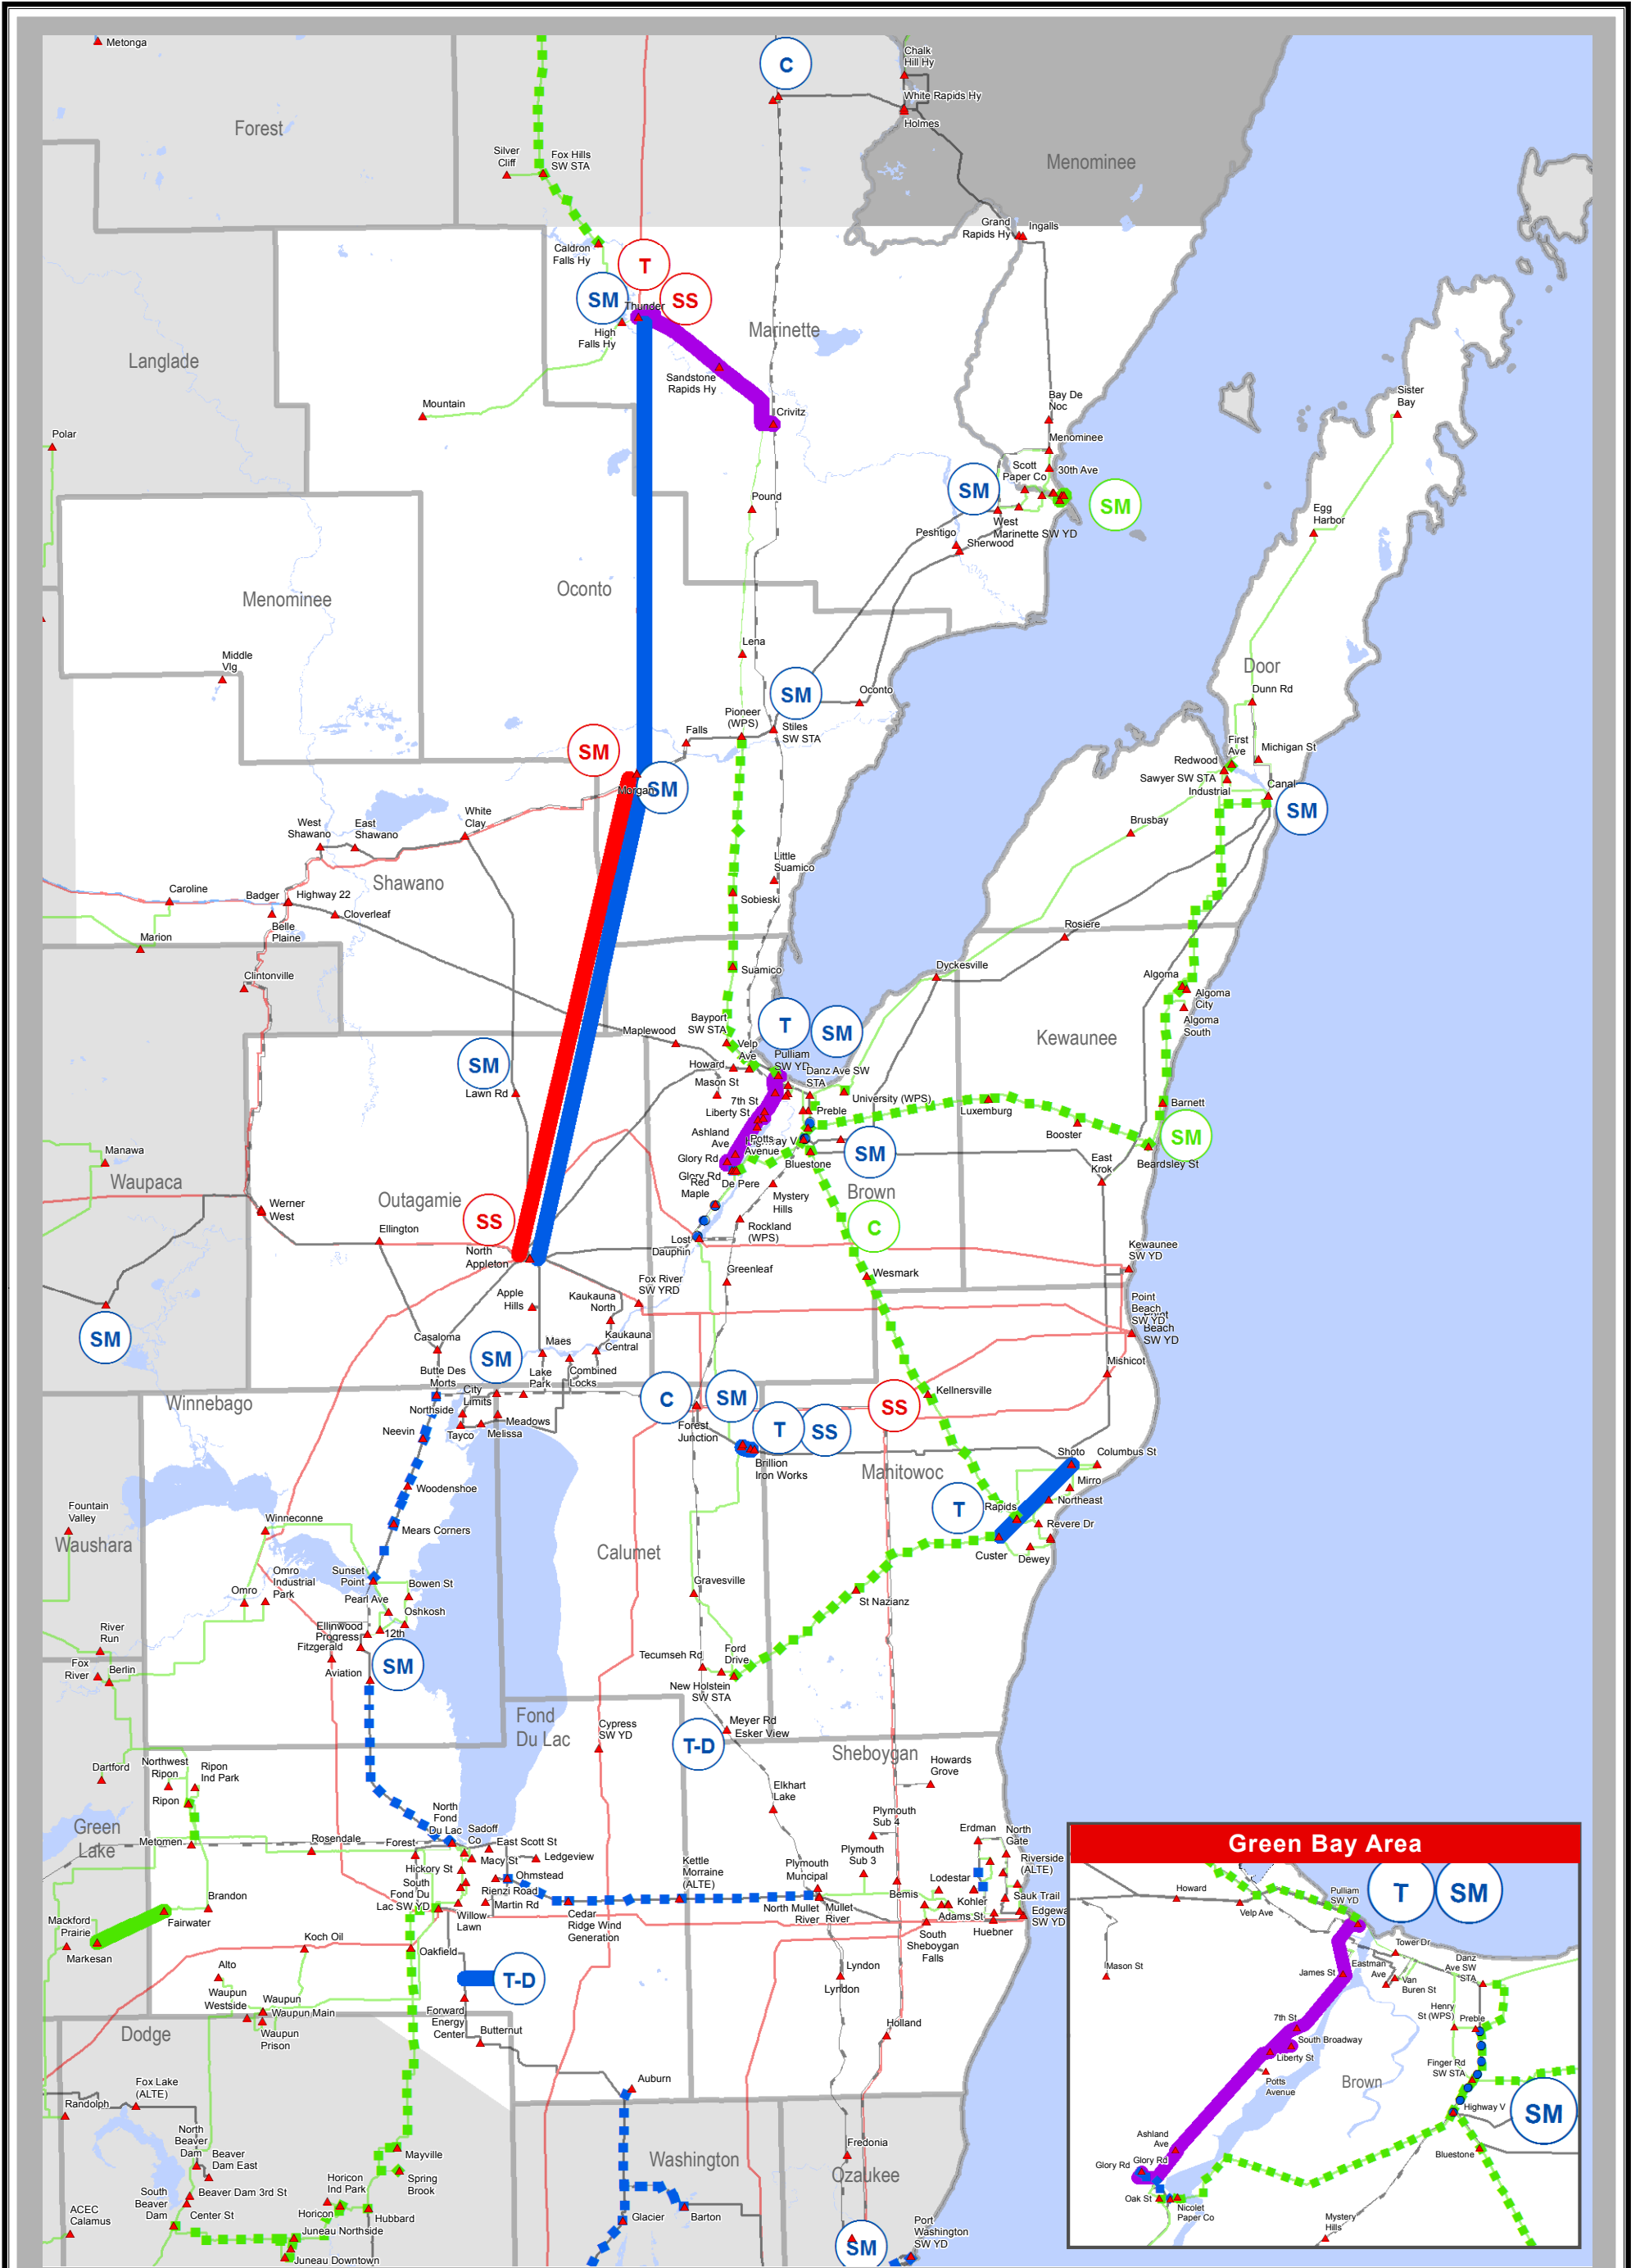 Metonga
C
Chalk
Hill Hy
White Rapids Hy
Holmes
Forest
Menominee
Silver
Cliff
Fox Hills
SW STA
Grand
Rapids Hy
Ingalls
Caldron
Falls Hy
T
SM
SS
Thunder
High
Falls Hy
Marinette
Langlade
Sandstone
Rapids Hy
Mountain
Crivitz
Sister
Bay
Bay De
Noc
Polar
Menominee
Scott
Paper Co
30th Ave
SM
SM
Pound
West
Marinette SW YD
Egg
Harbor
Peshtigo
Sherwood
Oconto
Menominee
Lena
Middle
Vlg
Door
SM
Oconto
Dunn Rd
Pioneer
(WPS)
Falls
Stiles
SW STA
SM
First
Ave
Michigan St
Redwood
Sawyer SW STA
Industrial
Canal
Morgan
SM
SM
White
Clay
West
Shawano
East
Shawano
Brusbay
Little
Suamico
Shawano
Caroline
Badger
Highway 22
Cloverleaf
Belle
Plaine
Sobieski
Marion
Rosiere
Suamico
Dyckesville
Clintonville
Algoma
Algoma
City
Algoma
South
Bayport
SW STA
T
SM
Maplewood
Velp
Ave
Kewaunee
Howard
Pulliam
SW YD
Danz Ave SW
STA
SM
Lawn Rd
Mason St
University (WPS)
Luxemburg
Barnett
7th St
Liberty St
Preble
Booster
SM
Ashland
Ave
Potts
Avenue
Bluestone
SM
Beardsley St
Manawa
Waupaca
Glory Rd
Glory Rd
De Pere
East
Krok
Red
Maple
Mystery
Hills
Brown
Outagamie
Werner
West
SS
Ellington
C
Rockland
(WPS)
Lost
Dauphin
North
Appleton
Kewaunee
SW YD
Greenleaf
Wesmark
Fox River
SW YRD
Apple
Hills
Kaukauna
North
Point
Beach
SW YD
Beach
SW YD
SM
Casaloma
Maes
Kaukauna
Central
SM
Butte Des
Morts
Lake
Park
Combined
Locks
Mishicot
Winnebago
City
Limits
C
SM
Kellnersville
Northside
SS
Neevin
Tayco
Meadows
Melissa
Forest
Junction
T
SS
Brillion
Iron Works
Shoto
Columbus St
Manitowoc
Mirro
Woodenshoe
T
Rapids
Northeast
Fountain
Valley
Winneconne
Mears Corners
Revere Dr
Waushara
Calumet
Custer
Dewey
Omro
Industrial
Park
Sunset
Point
Bowen St
Gravesville
Omro
Pearl Ave
Oshkosh
St Nazianz
River
Run
Ellinwood
Progress
12th
Fitzgerald
Fox
River
Berlin
Aviation
SM
Tecumseh Rd
Ford
Drive
New Holstein
SW STA
Fond
Du Lac
Cypress
SW YD
Meyer Rd
Esker View
T-D
Sheboygan
Dartford
Northwest
Ripon
Ripon
Ind Park
Howards
Grove
Ripon
Elkhart
Lake
Green
Lake
North
Fond
Du Lac
Sadoff
Co
Plymouth
Sub 4
Erdman
North
Gate
Metomen
Rosendale
Forest
East Scott St
Macy St
Ledgeview
Plymouth
Sub 3
Riverside
(ALTE)
Hickory St
Ohmstead
Kettle
Morraine
(ALTE)
Plymouth
Muncipal
Lodestar
South
Fond Du
Lac SW YD
Rienzi Road
Martin Rd
Bemis
Kohler
Sauk Trail
Brandon
Fairwater
Willow
Lawn
Cedar
Ridge Wind
Generation
North Mullet
River
Mullet
River
Adams St
Edgewa
SW YD
Huebner
Mackford
Prairie
Markesan
Koch Oil
Oakfield
South
Sheboygan
Falls
Alto
T-D
Lyndon
Lyndon
Waupun
Westside
Waupun
Waupun Main
Waupun
Prison
Forward
Energy
Center
Butternut
Holland
Dodge
Fox Lake
(ALTE)
Auburn
Randolph
North
Beaver
Dam
Beaver
Dam East
Mayville
Spring
Brook
Washington
Fredonia
Ozaukee
Horicon
Ind Park
South
Beaver
Dam
Beaver Dam 3rd St
Center St
Horicon
Hubbard
ACEC
Calamus
Glacier
Barton
Juneau Northside
Juneau Downtown
SM
Port
Washington
SW YD
Green Bay Area
Howard
Velp Ave
Pulliam
SW YD
T
SM
Mason St
Tower Dr
James St
Eastman
Ave
Van
Buren St
Danz
Ave SW
STA
7th St
South Broadway
Henry
St (WPS)
Preble
Liberty St
Potts
Avenue
Brown
Finger Rd
SW STA
SM
Highway V
Ashland
Ave
Bluestone
Glory Rd
Glory Rd
Oak St
Nicolet
Paper Co
Mystery
Hills